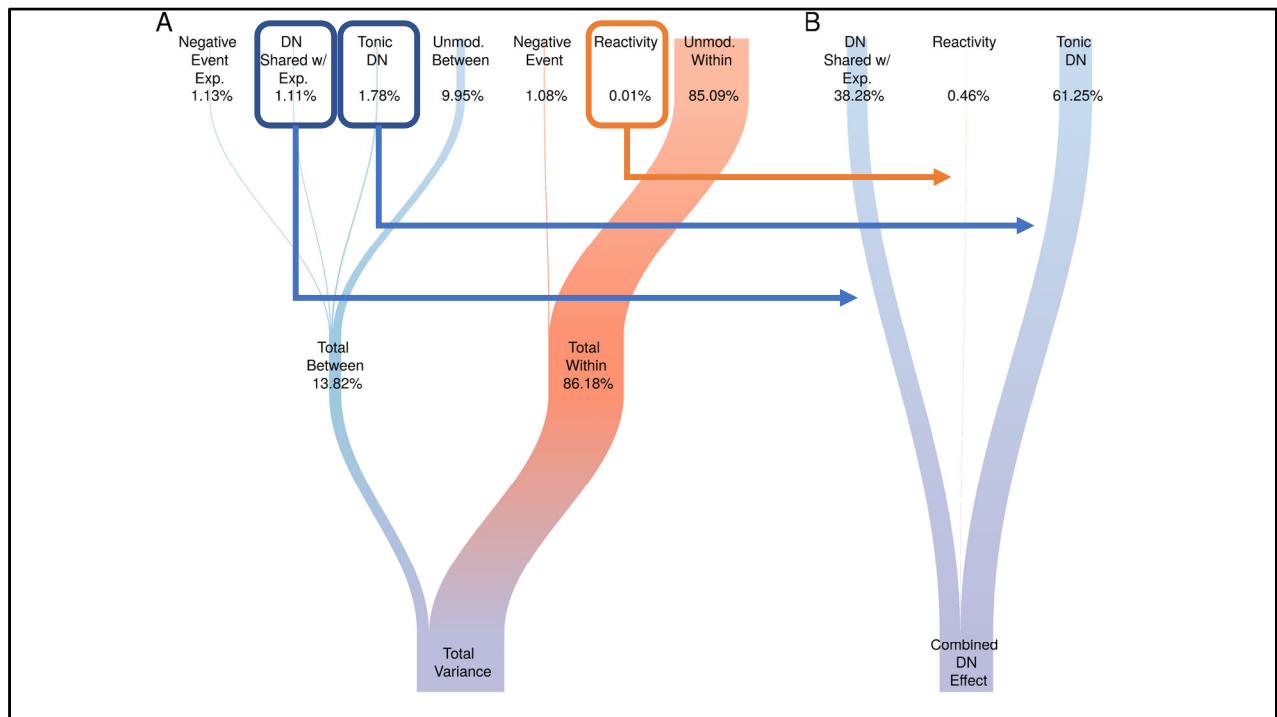 A
B
Negative
Event
Exp.
1.13%
DN
Shared w/
Exp.
1.11%
Tonic
DN
1.78%
Unmod.
Between
9.95%
Negative
Event
1.08%
Reactivity
0.01%
Unmod.
Within
85.09%
DN
Shared w/
Exp.
38.28%
Reactivity
0.46%
Tonic
DN
61.25%
Total
Between
13.82%
Total
Within
86.18%
Total
Variance
Combined
DN
Effect